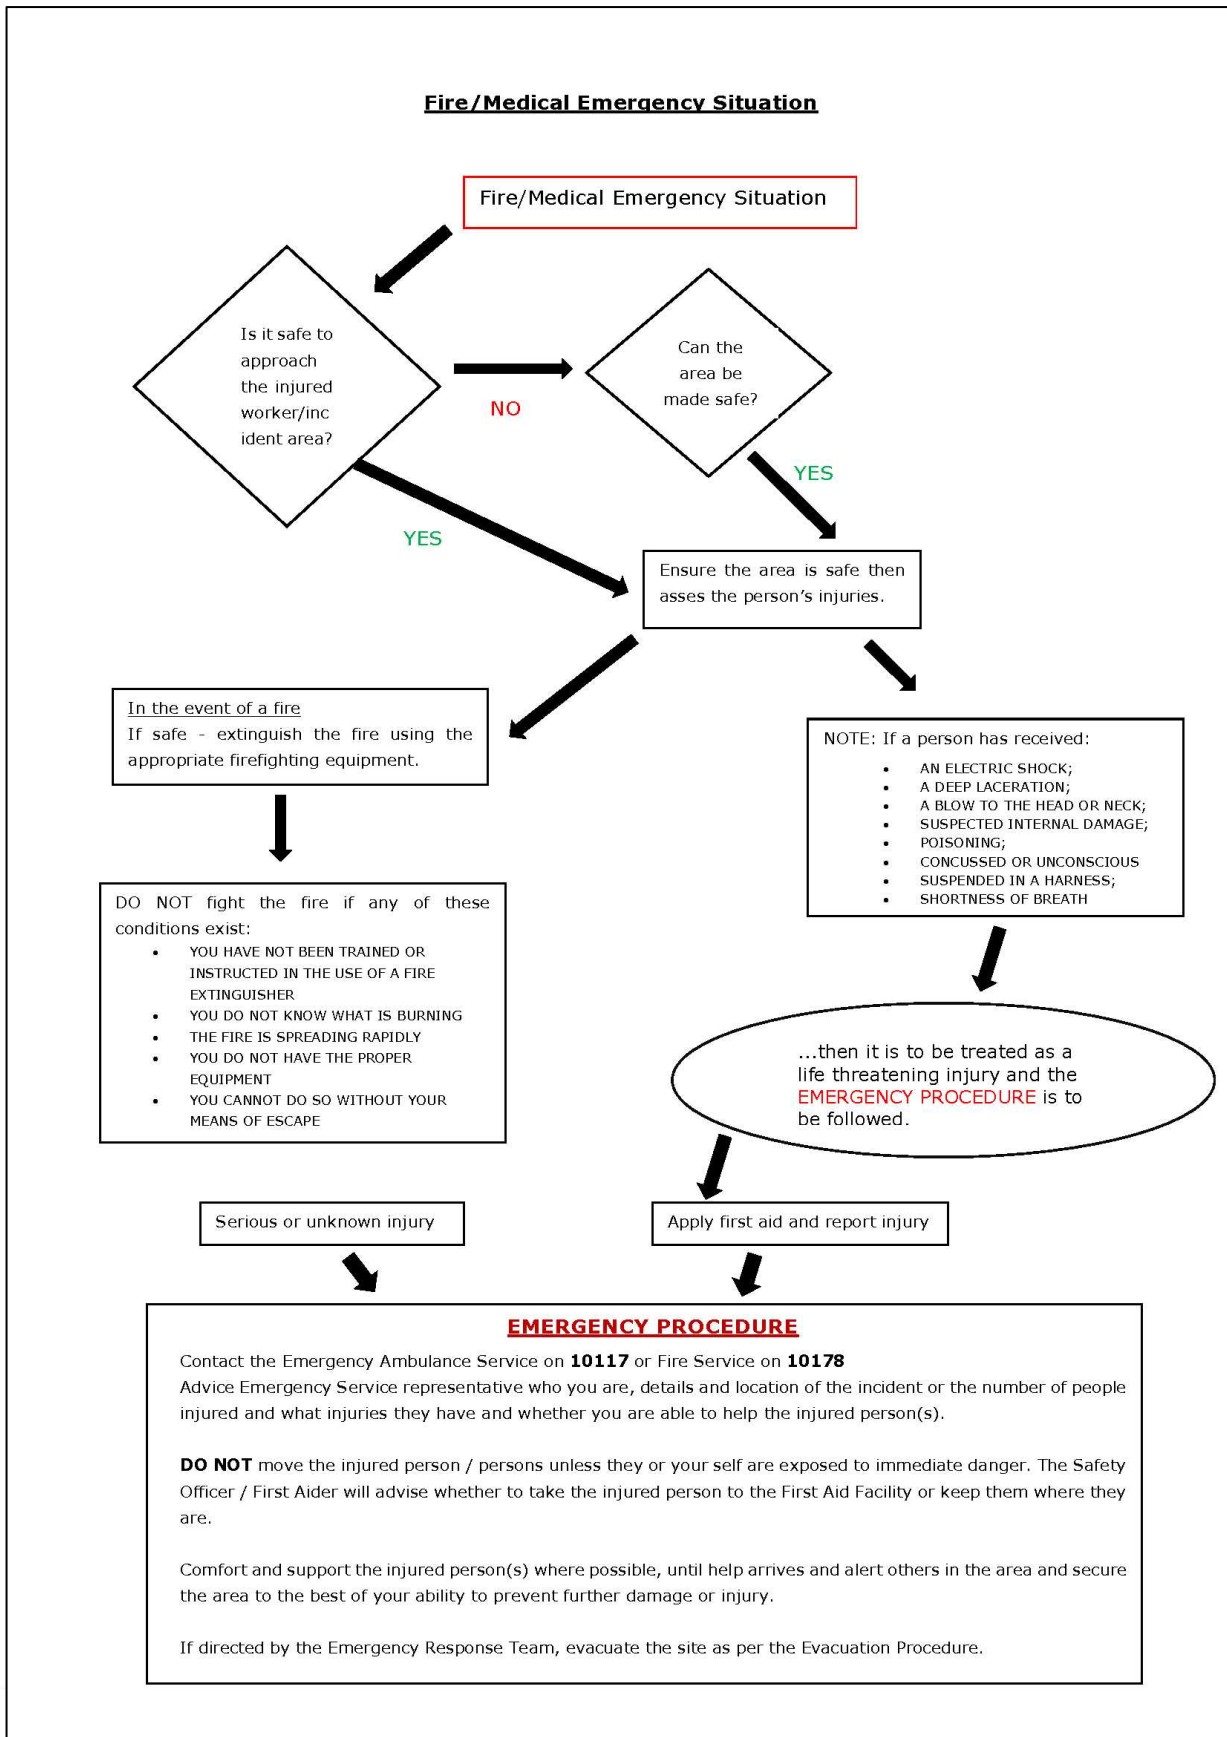 Fire/Medical Emergency Situation
Fire/Medical Emergency Situation
Is it safe to
approach
the injured
worker/inc
ident area?
NO
Can the
area be
made safe?
YES
YES
Ensure the area is safe then
asses the person's injuries.
In the event of a fire
If safe - extinguish the fire using the
appropriate firefighting equipment.
NOTE: If a person has received:
• AN ELECTRIC SHOCK;
• A DEEP LACERATION;
• A BLOW TO THE HEAD OR NECK;
• SUSPECTED INTERNAL DAMAGE;
• POISONING;
• CONCUSSED OR UNCONSCIOUS
• SUSPENDED IN A HARNESS;
• SHORTNESS OF BREATH
DO NOT fight the fire if any of these
conditions exist:
• YOU HAVE NOT BEEN TRAINED OR
INSTRUCTED IN THE USE OF A FIRE
EXTINGUISHER
• YOU DO NOT KNOW WHAT IS BURNING
• THE FIRE IS SPREADING RAPIDLY
• YOU DO NOT HAVE THE PROPER
EQUIPMENT
• YOU CANNOT DO SO WITHOUT YOUR
MEANS OF ESCAPE
...then it is to be treated as a
life threatening injury and the
EMERGENCY PROCEDURE is to
be followed.
Serious or unknown injury
Apply first aid and report injury
EMERGENCY PROCEDURE
Contact the Emergency Ambulance Service on 10117 or Fire Service on 10178
Advice Emergency Service representative who you are, details and location of the incident or the number of people
injured and what injuries they have and whether you are able to help the injured person(s).
DO NOT move the injured person / persons unless they or your self are exposed to immediate danger. The Safety
Officer / First Aider will advise whether to take the injured person to the First Aid Facility or keep them where they
are.
Comfort and support the injured person(s) where possible, until help arrives and alert others in the area and secure
the area to the best of your ability to prevent further damage or injury.
If directed by the Emergency Response Team, evacuate the site as per the Evacuation Procedure.